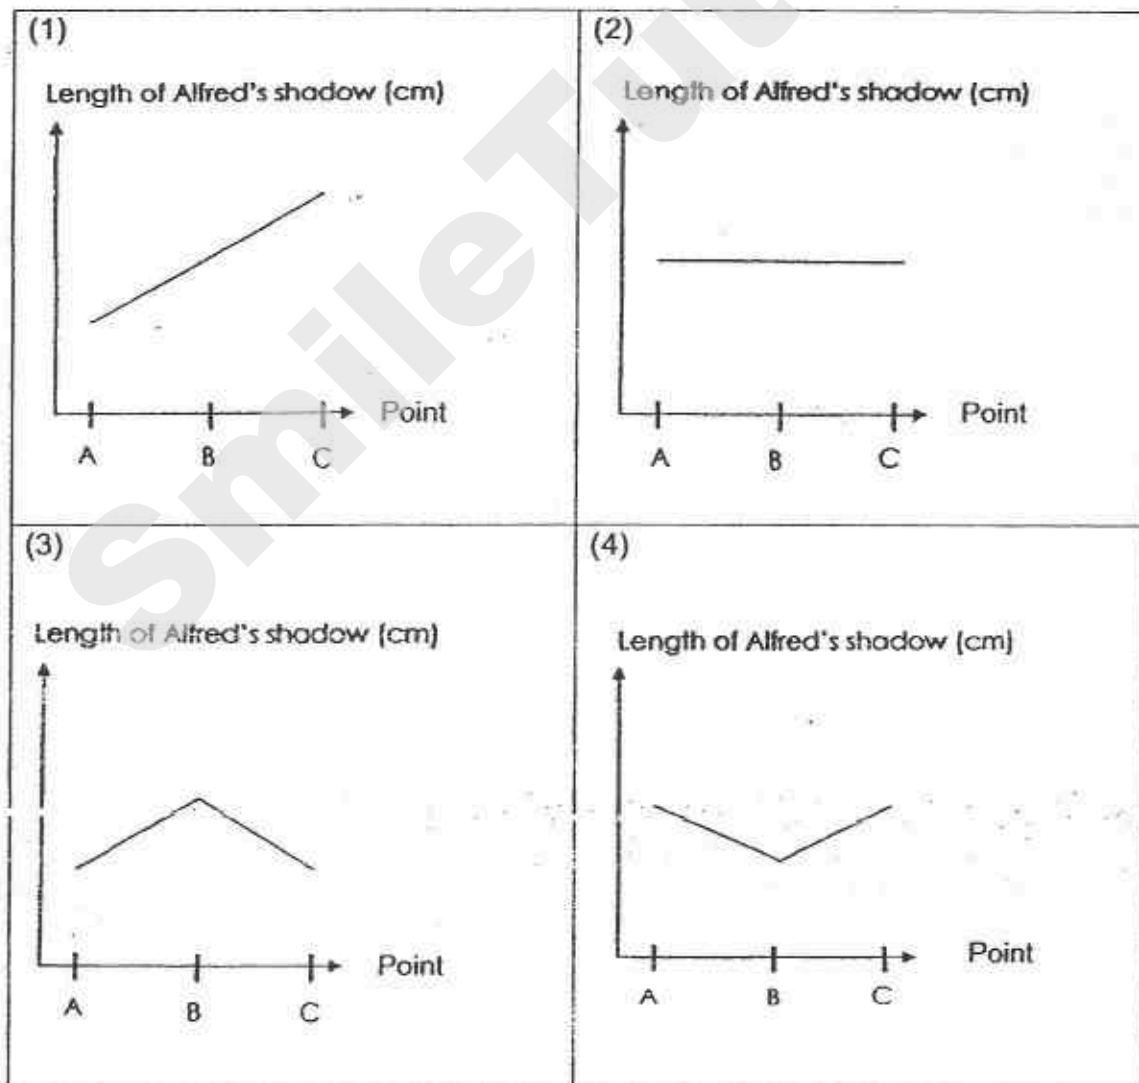 (1)
Length of Alfred's shadow (cm)
Point
A B C
(2)
Length of Alfred's shadow (cm)
Point
A B C
(3)
Length of Alfred's shadow (cm)
Point
A B C
(4)
Length of Alfred's shadow (cm)
Point
A B C
SmileTut